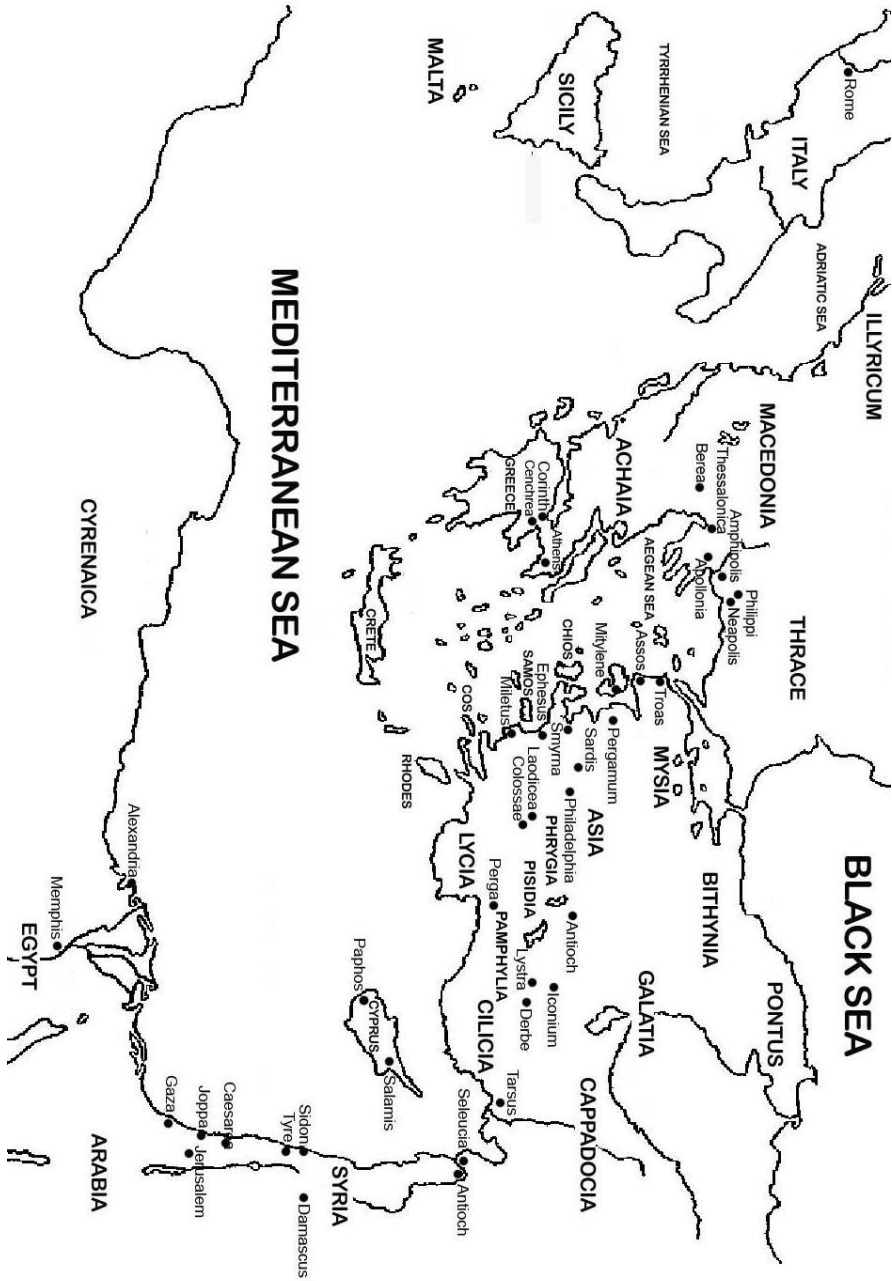 BLACK SEA
ILLYRICUM
THRACE
MACEDONIA
Rome
ITALY
ADRIATIC SEA
TYRRHENIAN SEA
SICILY
MALTA
PONTUS
BITHYNIA
GALATIA
MYSIA
Philippi
Neapolis
Amphipolis
Apollonia
Thessalonica
Berea
ACHAIA
AEGEAN SEA
Troas
Assos
Mitylene
Pergamum
CHIOS
Sardis
ASIA
Smyrna
Philadelphia
PHRYGIA
Ephesus
SAMOS
Laodicea
Colossae
Miletus
COS
Athens
Corinth
Cenchrea
GREECE
Antioch
Iconium
PISIDIA
Lystra
Derbe
CAPPADOCIA
PAMPHYLIA
Perga
LYCIA
CILICIA
Tarsus
RHODES
CRETE
Seleucia
Antioch
CYPRUS
Salamis
Paphos
SYRIA
MEDITERRANEAN SEA
Sidon
Tyre
Damascus
Caesarea
Joppa
Jerusalem
Gaza
CYRENAICA
Alexandria
Memphis
EGYPT
ARABIA